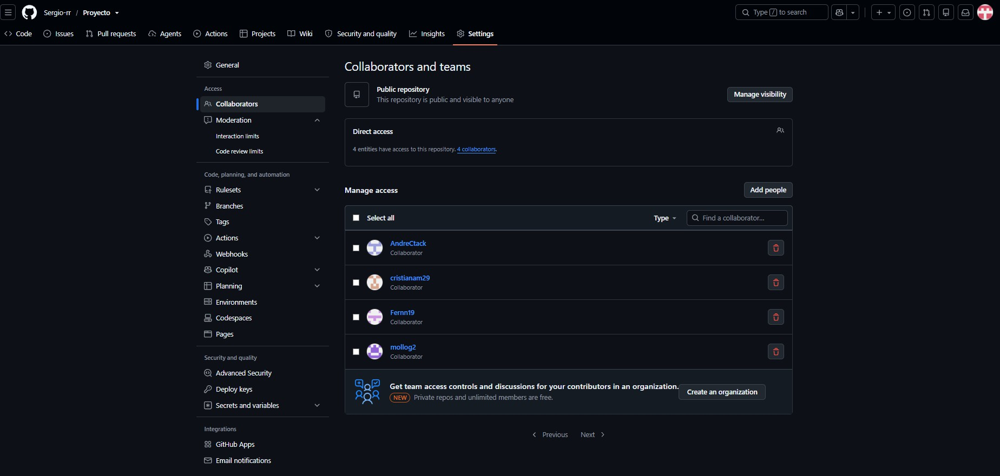 Sergio-rr / Proyecto
Type / to search
Code
Issues
Pull requests
Agents
Actions
Projects
Wiki
Security and quality
Insights
Settings
General
Access
Collaborators
Moderation
Interaction limits
Code review limits
Code, planning, and automation
Rulesets
Branches
Tags
Actions
Webhooks
Copilot
Planning
Environments
Codespaces
Pages
Security and quality
Advanced Security
Deploy keys
Secrets and variables
Integrations
GitHub Apps
Email notifications
Collaborators and teams
Public repository
This repository is public and visible to anyone
Manage visibility
Direct access
4 entities have access to this repository. 4 collaborators.
Manage access
Add people
Select all
Type
Find a collaborator...
AndreCtack
Collaborator
cristianam29
Collaborator
Fernn19
Collaborator
mollog2
Collaborator
Get team access controls and discussions for your contributors in an organization.
NEW Private repos and unlimited members are free.
Create an organization
Previous
Next